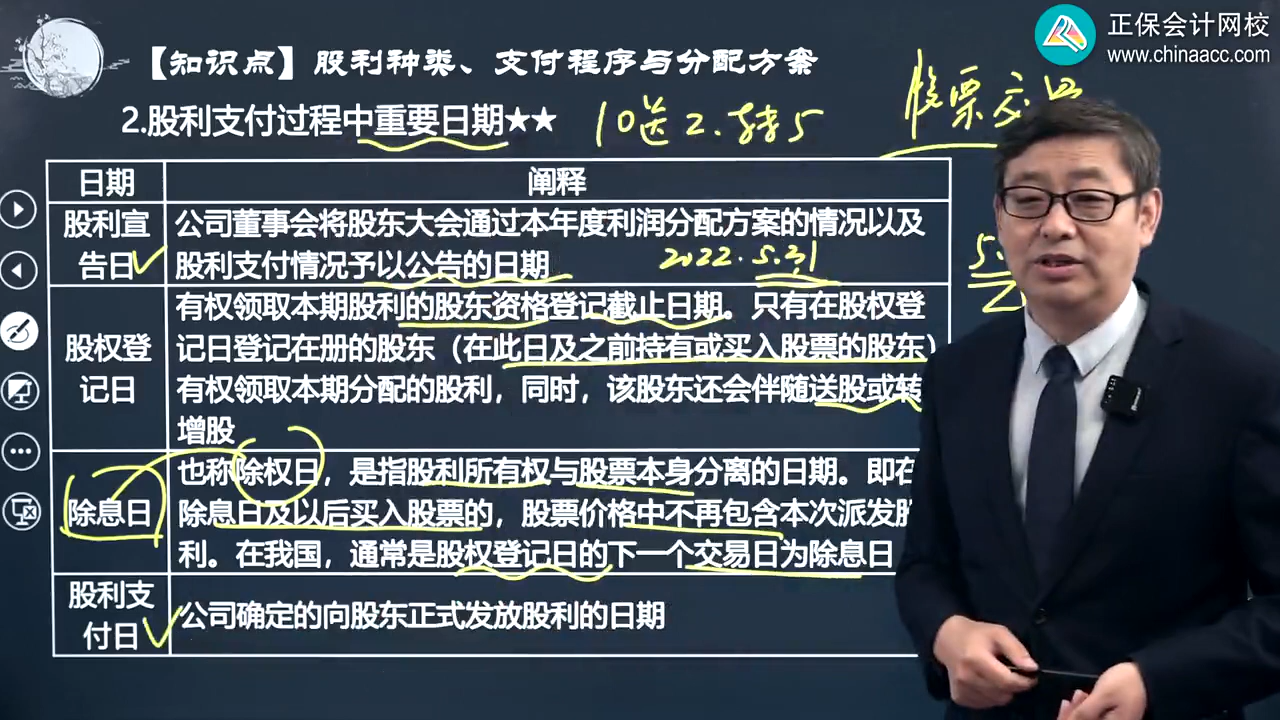 正保会计网校
www.chinaacc.com
【知识点】股利种类、支付程序与分配方案
2.股利支付过程中重要日期★★
10送2.转5
股票交易
日期
阐释
股利宣告日
公司董事会将股东大会通过本年度利润分配方案的情况以及
股利支付情况予以公告的日期
2022.5.31
5.
股权登记日
有权领取本期股利的股东资格登记截止日期。只有在股权登
记日登记在册的股东（在此日及之前持有或买入股票的股东）
有权领取本期分配的股利，同时，该股东还会伴随送股或转
增股
除息日
也称除权日，是指股利所有权与股票本身分离的日期。即在
除息日及以后买入股票的，股票价格中不再包含本次派发股
利。在我国，通常是股权登记日的下一个交易日为除息日
股利支付日
公司确定的向股东正式发放股利的日期